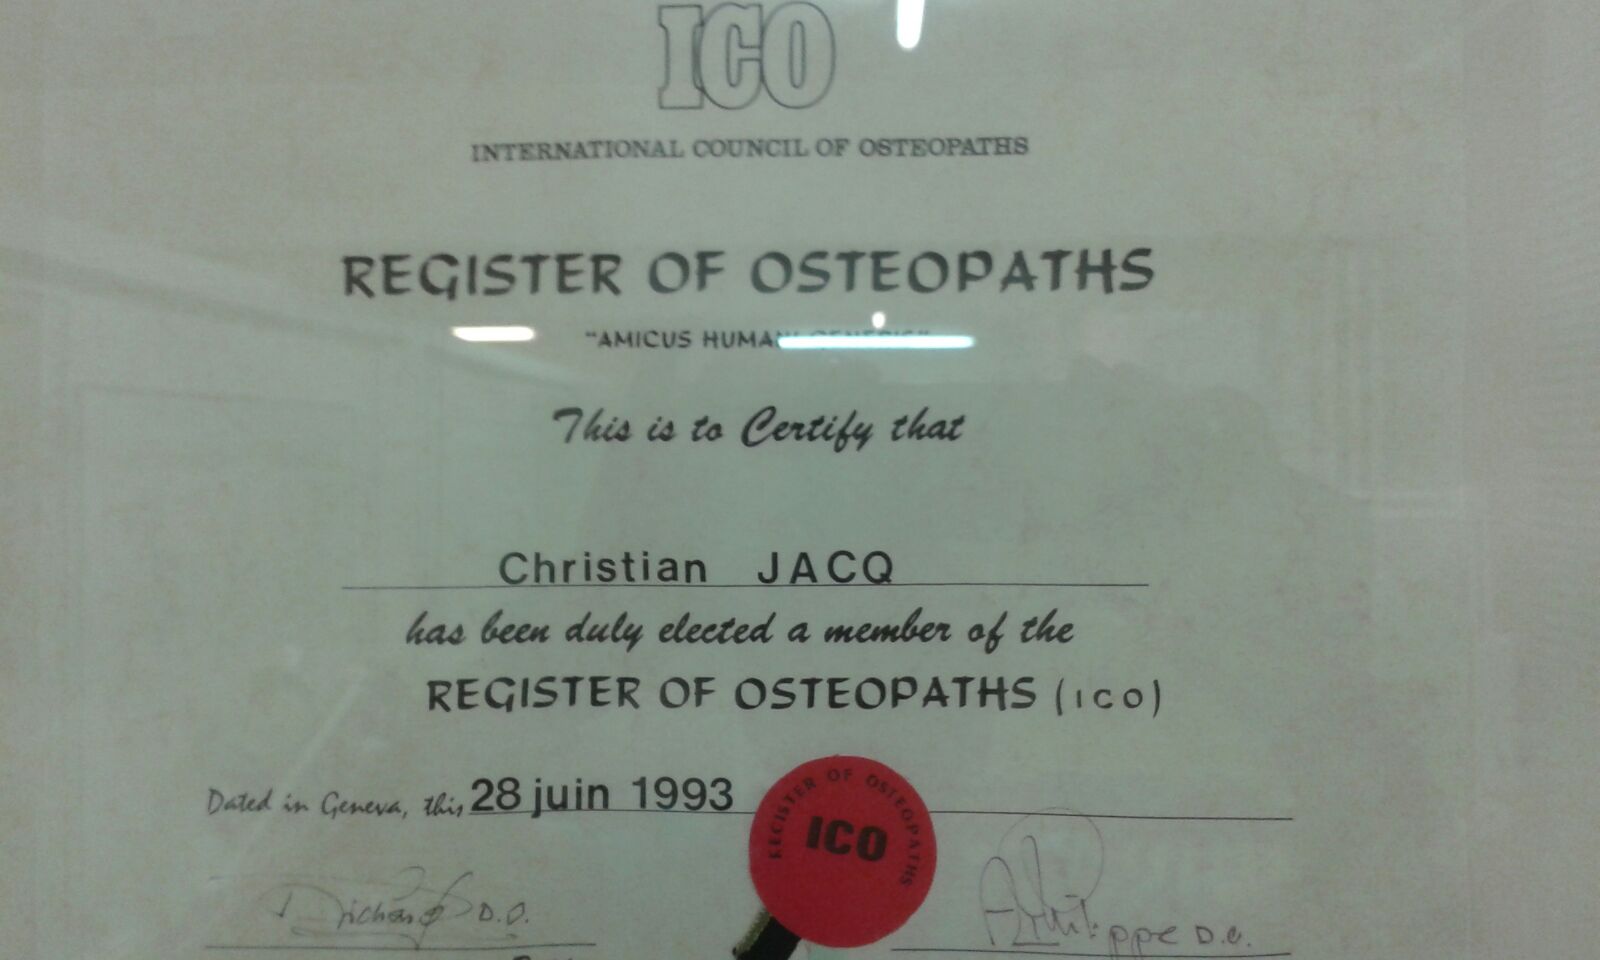 ICO
INTERNATIONAL COUNCIL OF OSTEOPATHS
REGISTER OF OSTEOPATHS
"AMICUS HUMANI GENERIS"
This is to Certify that
Christian JACQ
has been duly elected a member of the
REGISTER OF OSTEOPATHS (ICO)
Dated in Geneva, this 28 juin 1993
REGISTER OF OSTEOPATHS
ICO
D.O.
D.O.